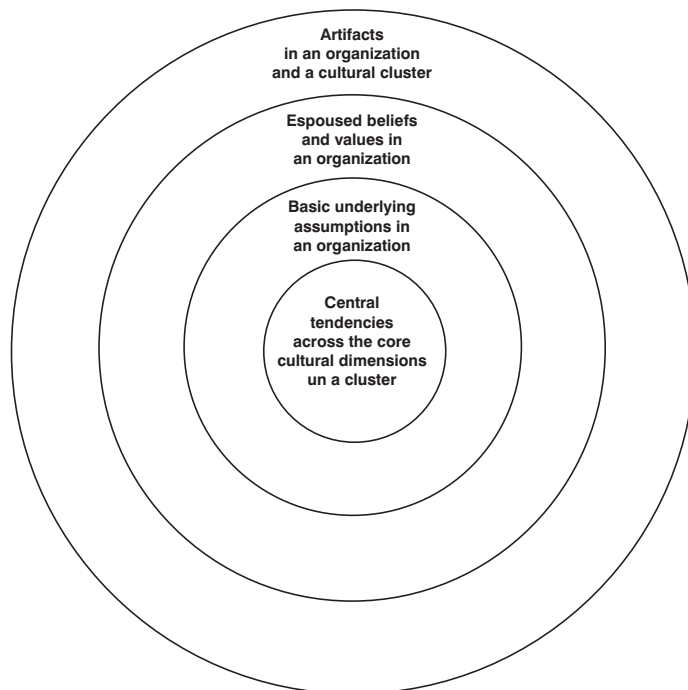 Artifacts
in an organization
and a cultural cluster
Espoused beliefs
and values in
an organization
Basic underlying
assumptions in
an organization
Central
tendencies
across the core
cultural dimensions
un a cluster